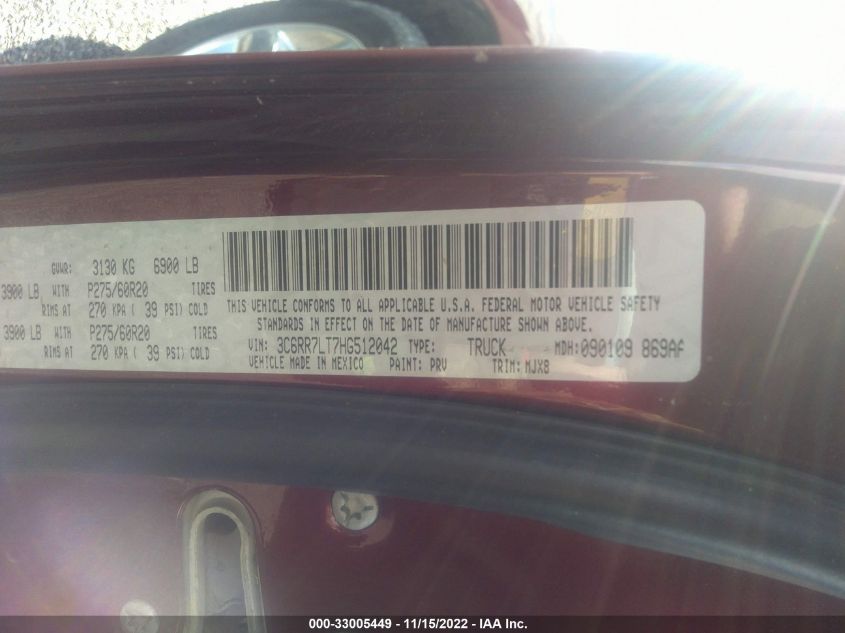 GVWR: 3130 KG 6900 LB
3900 LB WITH P275/60R20 TIRES
RIMS AT 270 KPA ( 39 PSI) COLD
3900 LB WITH P275/60R20 TIRES
RIMS AT 270 KPA ( 39 PSI) COLD
THIS VEHICLE CONFORMS TO ALL APPLICABLE U.S.A. FEDERAL MOTOR VEHICLE SAFETY
STANDARDS IN EFFECT ON THE DATE OF MANUFACTURE SHOWN ABOVE.
VIN: 3C6RR7LT7HG512042 TYPE: TRUCK MDH:090109 869AF
VEHICLE MADE IN MEXICO PAINT: PRV TRIM: MJX8
000-33005449 - 11/15/2022 - IAA Inc.